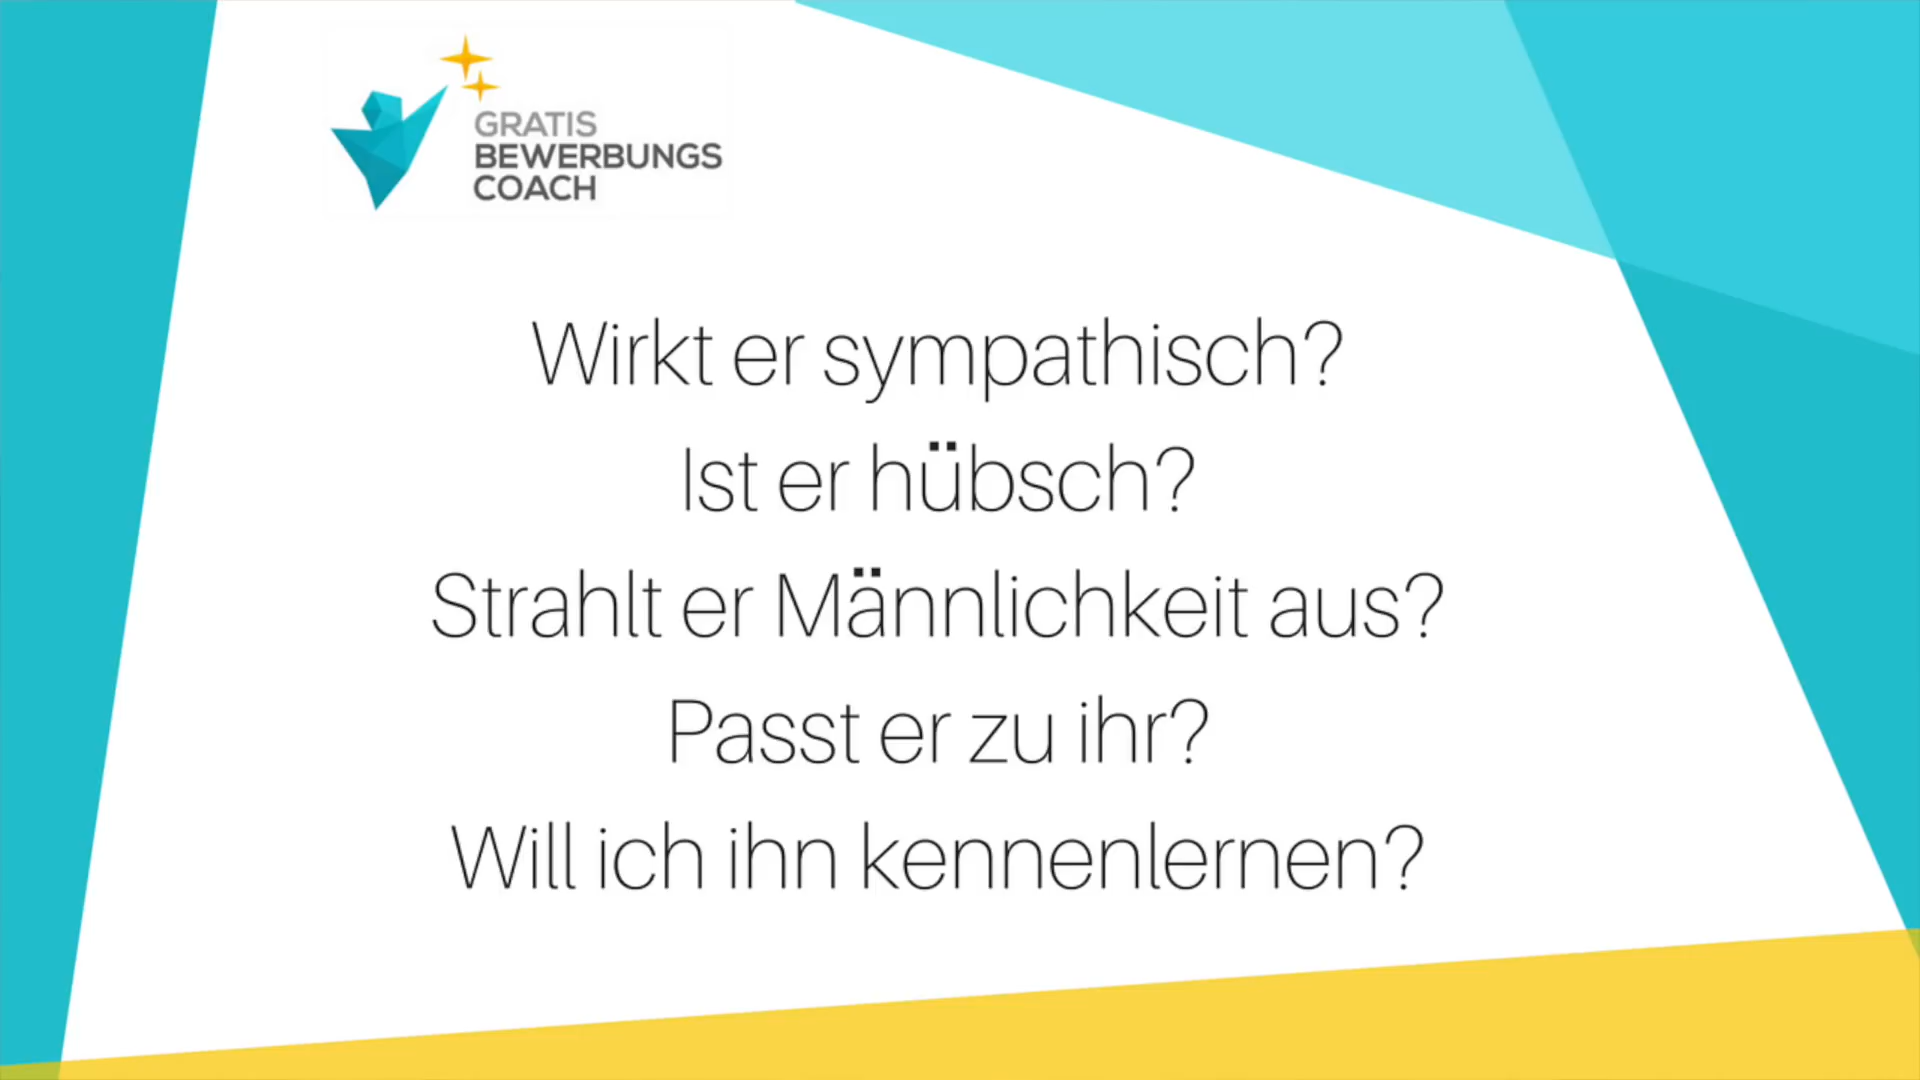 GRATIS
BEWERBUNGS
COACH
Wirkt er sympathisch?
Ist er hübsch?
Strahlt er Männlichkeit aus?
Passt er zu ihr?
Will ich ihn kennenlernen?